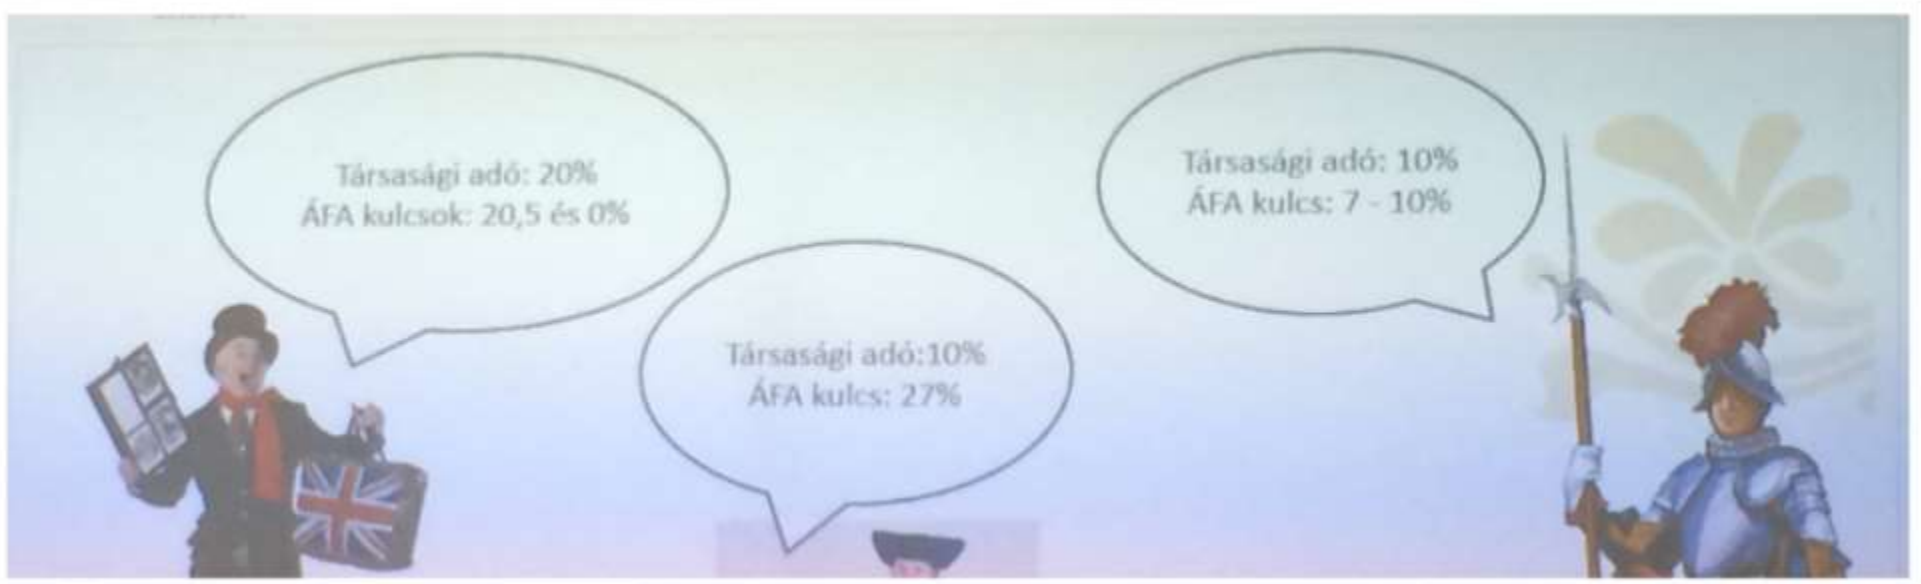 Társasági adó: 20%
ÁFA kulcsok: 20,5 és 0%
Társasági adó:10%
ÁFA kulcs: 27%
Társasági adó: 10%
ÁFA kulcs: 7 - 10%